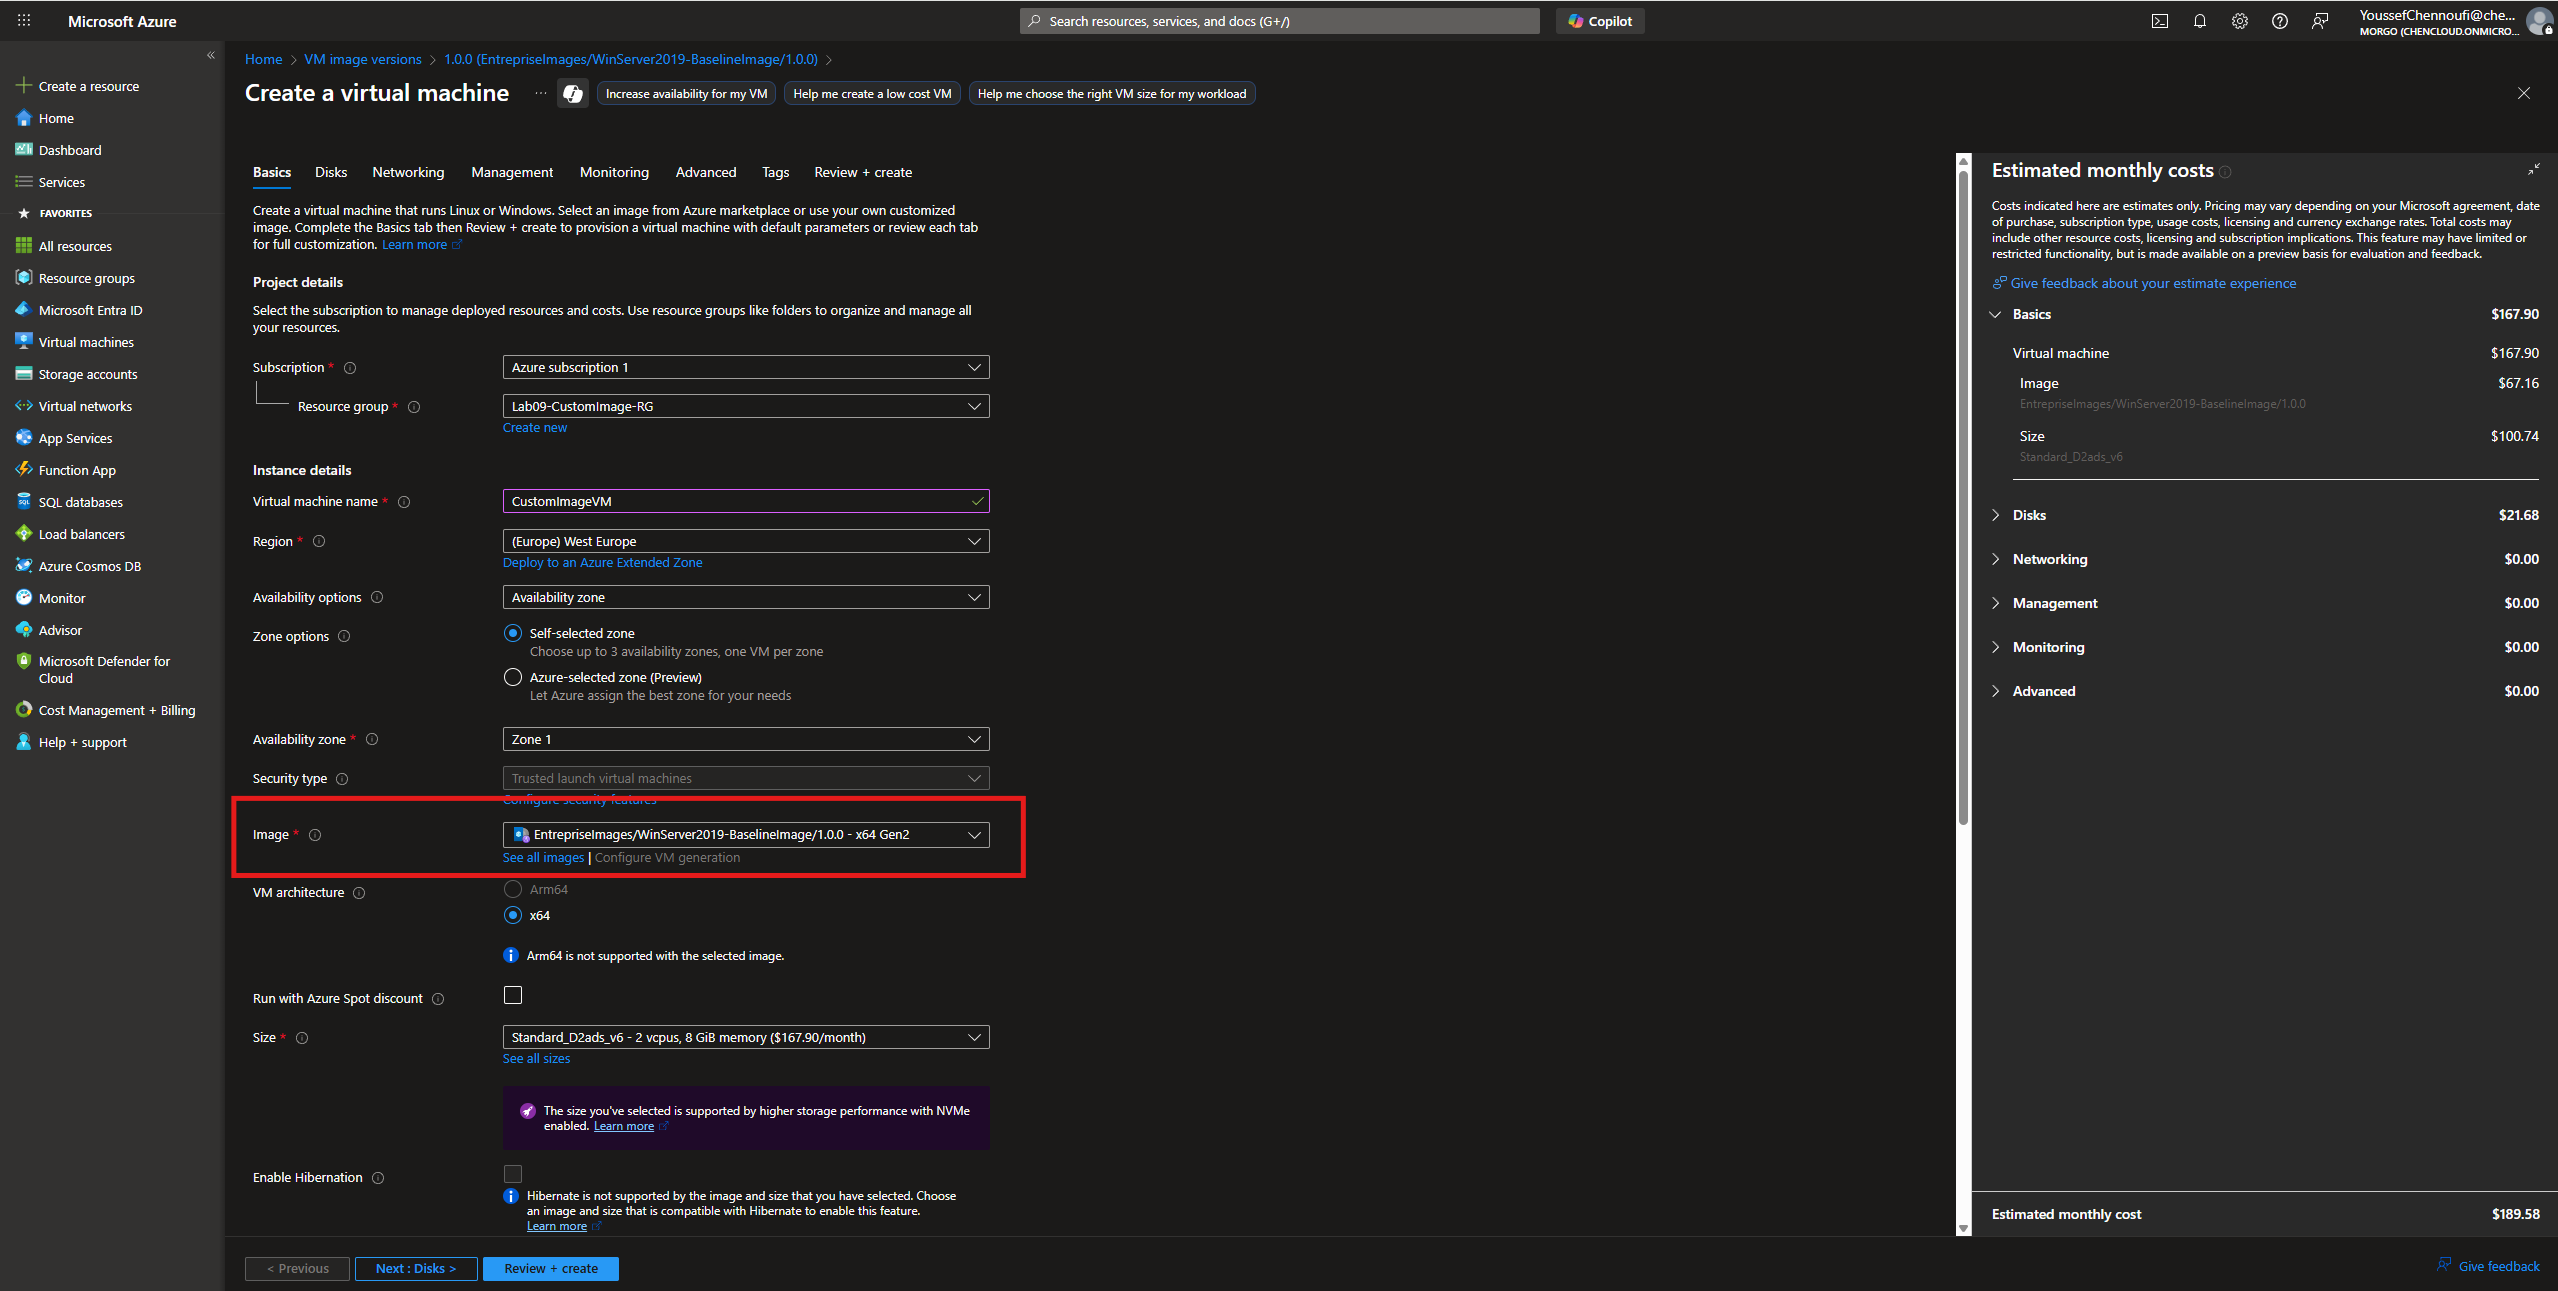 Microsoft Azure
Search resources, services, and docs (G+/)
Copilot
YoussefChennoufi@che...
MORGO (CHENCLOUD.ONMICRO...
Create a resource
Home
Dashboard
Services
FAVORITES
All resources
Resource groups
Microsoft Entra ID
Virtual machines
Storage accounts
Virtual networks
App Services
Function App
SQL databases
Load balancers
Azure Cosmos DB
Monitor
Advisor
Microsoft Defender for
Cloud
Cost Management + Billing
Help + support
Home > VM image versions > 1.0.0 (EntrepriseImages/WinServer2019-BaselineImage/1.0.0) >
Create a virtual machine ...
Increase availability for my VM
Help me create a low cost VM
Help me choose the right VM size for my workload
Basics Disks Networking Management Monitoring Advanced Tags Review + create
Create a virtual machine that runs Linux or Windows. Select an image from Azure marketplace or use your own customized
image. Complete the Basics tab then Review + create to provision a virtual machine with default parameters or review each tab
for full customization. Learn more
Project details
Select the subscription to manage deployed resources and costs. Use resource groups like folders to organize and manage all
your resources.
Subscription * Azure subscription 1
Resource group * Lab09-CustomImage-RG
Create new
Instance details
Virtual machine name * CustomImageVM
Region * (Europe) West Europe
Deploy to an Azure Extended Zone
Availability options Availability zone
Zone options Self-selected zone
Choose up to 3 availability zones, one VM per zone
Azure-selected zone (Preview)
Let Azure assign the best zone for your needs
Availability zone * Zone 1
Security type Trusted launch virtual machines
Configure security features
Image * EntrepriseImages/WinServer2019-BaselineImage/1.0.0 - x64 Gen2
See all images | Configure VM generation
VM architecture Arm64
x64
Arm64 is not supported with the selected image.
Run with Azure Spot discount
Size * Standard_D2ads_v6 - 2 vcpus, 8 GiB memory ($167.90/month)
See all sizes
The size you've selected is supported by higher storage performance with NVMe
enabled. Learn more
Enable Hibernation
Hibernate is not supported by the image and size that you have selected. Choose
an image and size that is compatible with Hibernate to enable this feature.
Learn more
< Previous
Next : Disks >
Review + create
Estimated monthly costs
Costs indicated here are estimates only. Pricing may vary depending on your Microsoft agreement, date
of purchase, subscription type, usage costs, licensing and currency exchange rates. Total costs may
include other resource costs, licensing and subscription implications. This feature may have limited or
restricted functionality, but is made available on a preview basis for evaluation and feedback.
Give feedback about your estimate experience
Basics $167.90
Virtual machine $167.90
Image $67.16
EntrepriseImages/WinServer2019-BaselineImage/1.0.0
Size $100.74
Standard_D2ads_v6
Disks $21.68
Networking $0.00
Management $0.00
Monitoring $0.00
Advanced $0.00
Estimated monthly cost $189.58
Give feedback